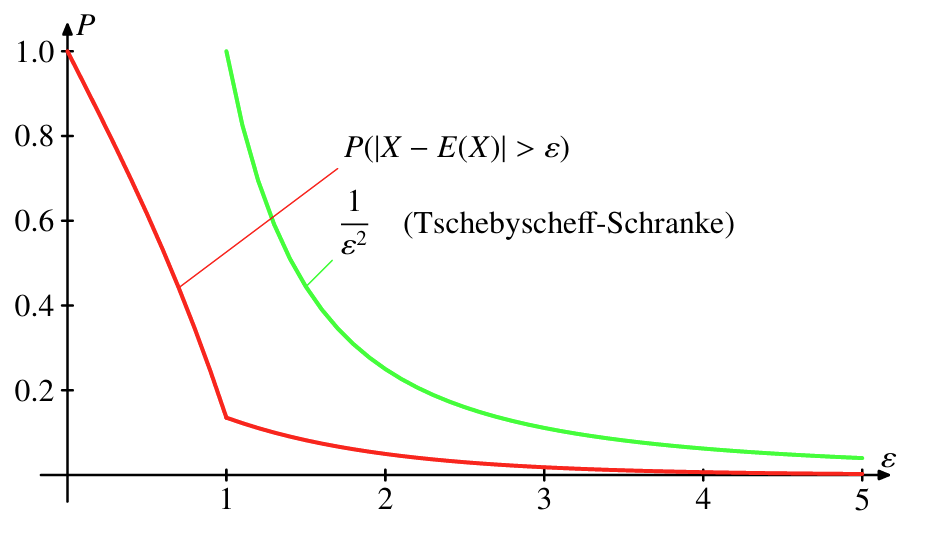 P
1.0
0.8
P(|X − E(X)| > ε)
1
ε² (Tschebyscheff-Schranke)
0.6
0.4
0.2
ε
1 2 3 4 5